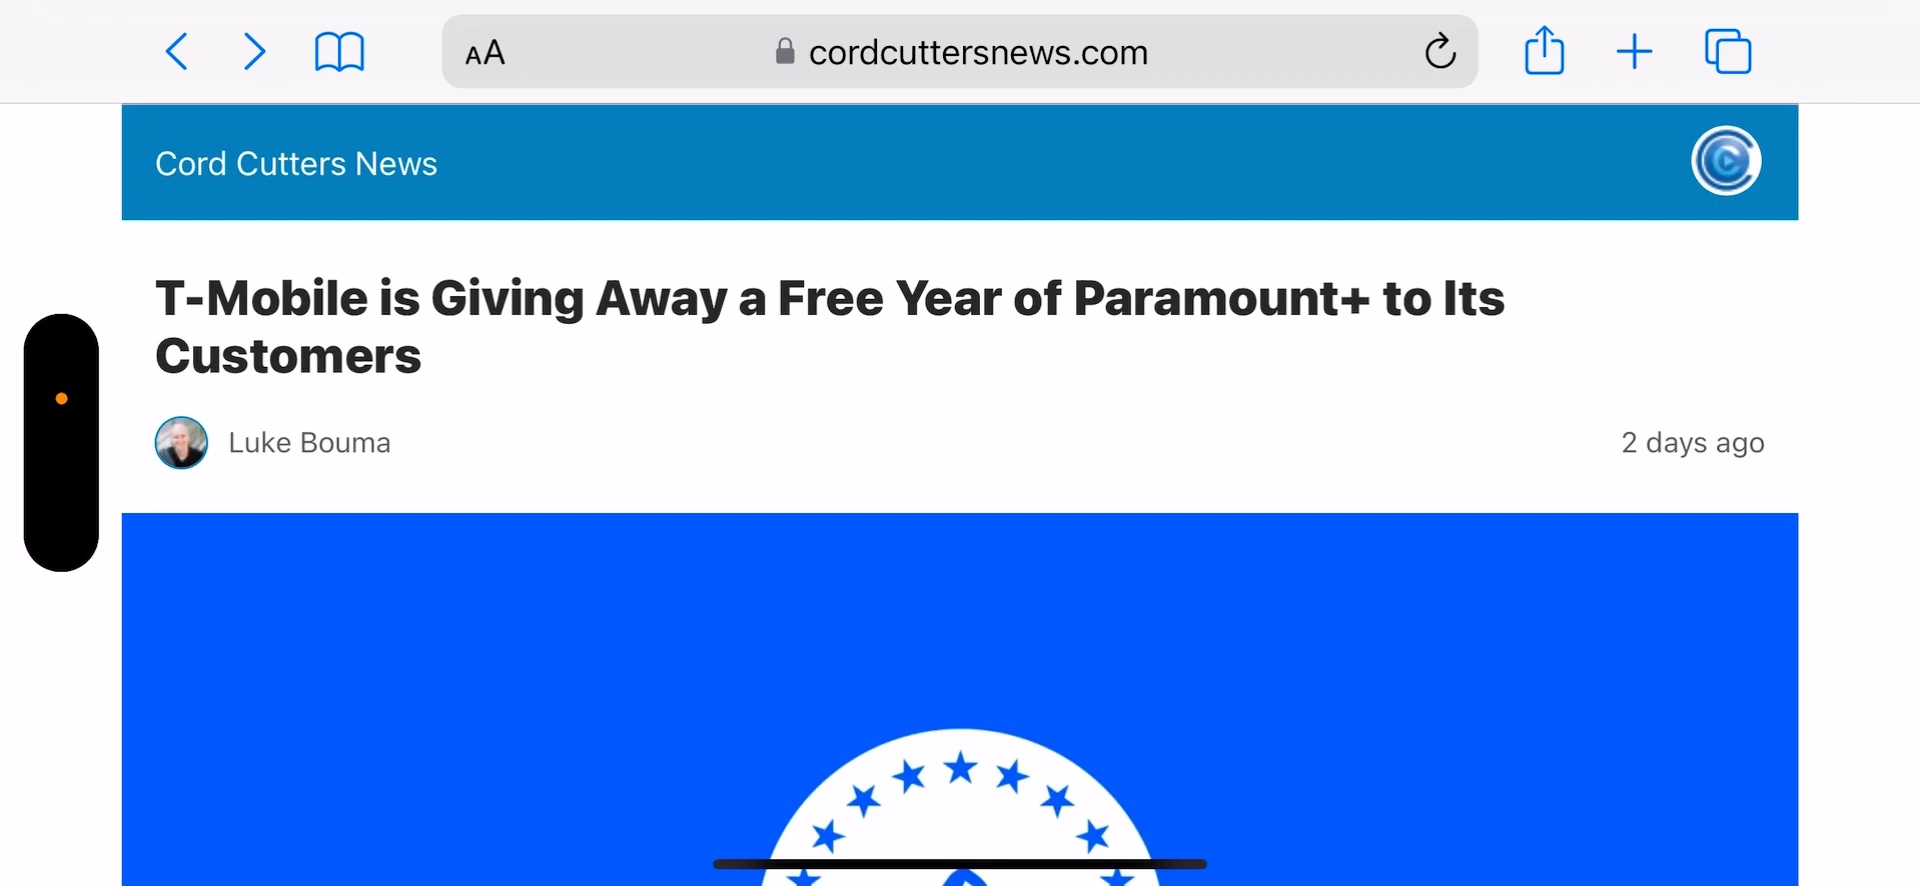 AA
cordcuttersnews.com
Cord Cutters News
T-Mobile is Giving Away a Free Year of Paramount+ to Its
Customers
Luke Bouma
2 days ago